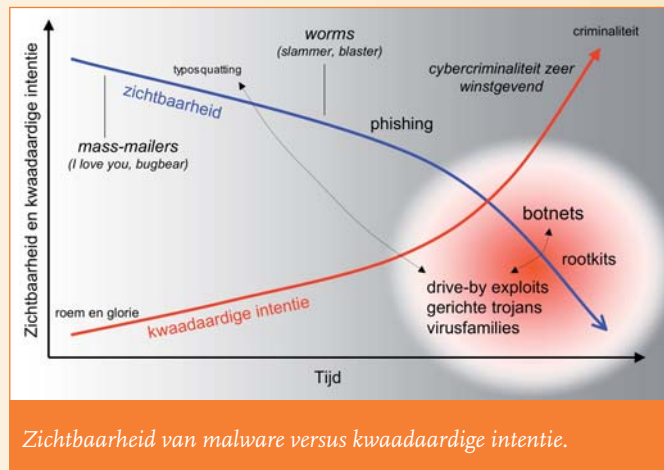 criminaliteit
worms
(slammer, blaster)
typosquatting
cybercriminaliteit zeer
winstgevend
zichtbaarheid
phishing
mass-mailers
(I love you, bugbear)
botnets
rootkits
drive-by exploits
gerichte trojans
virusfamilies
roem en glorie
kwaadaardige intentie
Zichtbaarheid en kwaadaardige intentie
Tijd
Zichtbaarheid van malware versus kwaadaardige intentie.